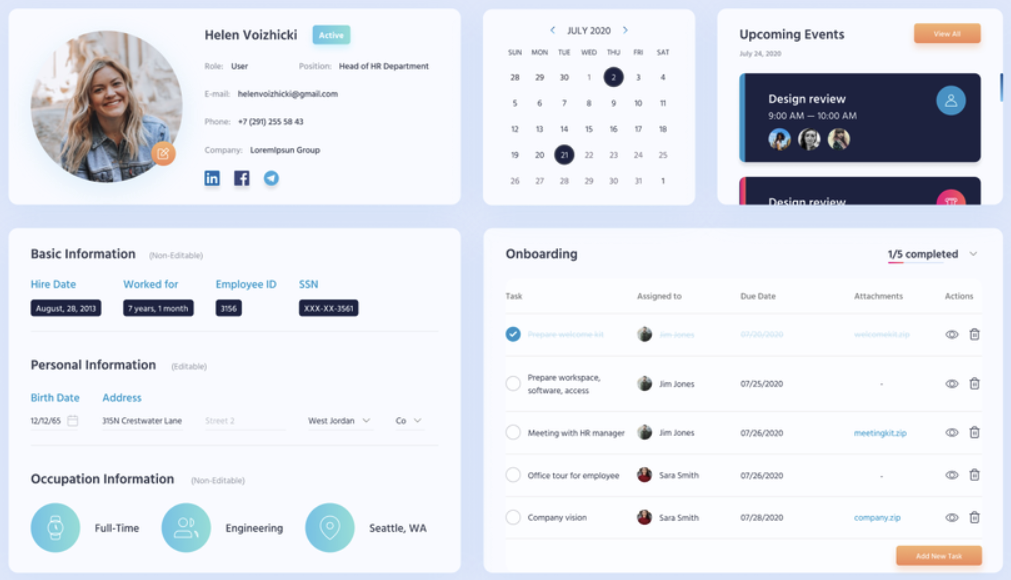 Helen Voizhicki Active
Role: User Position: Head of HR Department
E-mail: helenvoizhicki@gmail.com
Phone: +7 (291) 255 58 43
Company: LoremIpsun Group
JULY 2020
SUN MON TUE WED THU FRI SAT
28 29 30 1 2 3 4
5 6 7 8 9 10 11
12 13 14 15 16 17 18
19 20 21 22 23 24 25
26 27 28 29 30 31 1
Upcoming Events View All
July 24, 2020
Design review
9:00 AM — 10:00 AM
Design review
Basic Information (Non-Editable)
Hire Date Worked for Employee ID SSN
August, 28, 2013 7 years, 1 month 3156 XXX-XX-3561
Personal Information (Editable)
Birth Date Address
12/12/65 315N Crestwater Lane Street 2 West Jordan Co
Occupation Information (Non-Editable)
Full-Time Engineering Seattle, WA
Onboarding 1/5 completed
Task Assigned to Due Date Attachments Actions
Prepare welcome kit Jim Jones 07/25/2020 welcomekit.zip
Prepare workspace,
software, access Jim Jones 07/25/2020 -
Meeting with HR manager Jim Jones 07/26/2020 meetingkit.zip
Office tour for employee Sara Smith 07/26/2020 -
Company vision Sara Smith 07/28/2020 company.zip
Add New Task